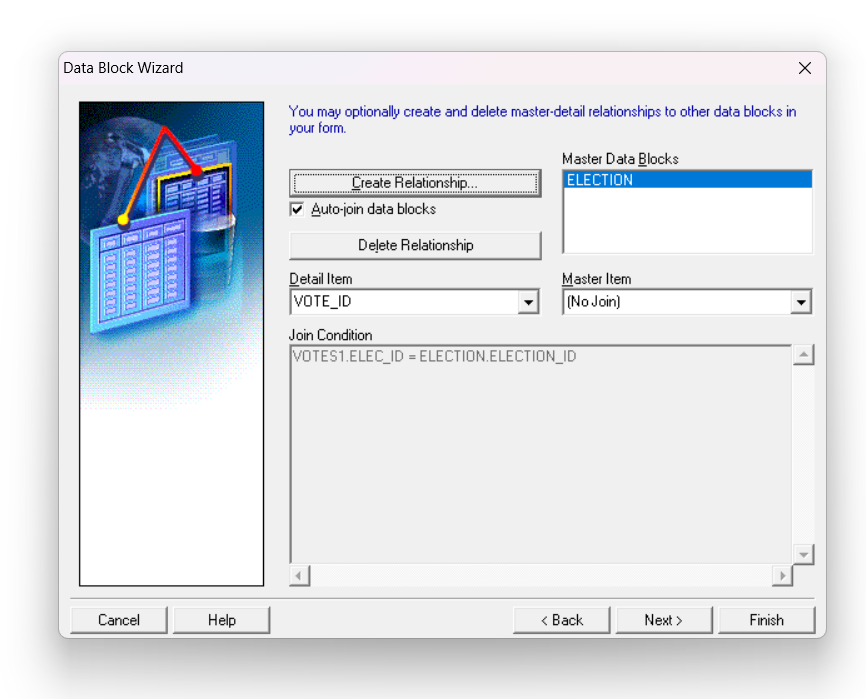 Data Block Wizard
You may optionally create and delete master-detail relationships to other data blocks in
your form.
Master Data Blocks
Create Relationship...
ELECTION
Auto-join data blocks
Delete Relationship
Detail Item
Master Item
VOTE_ID
(No Join)
Join Condition
VOTES1.ELEC_ID = ELECTION.ELECTION_ID
Cancel
Help
< Back
Next >
Finish